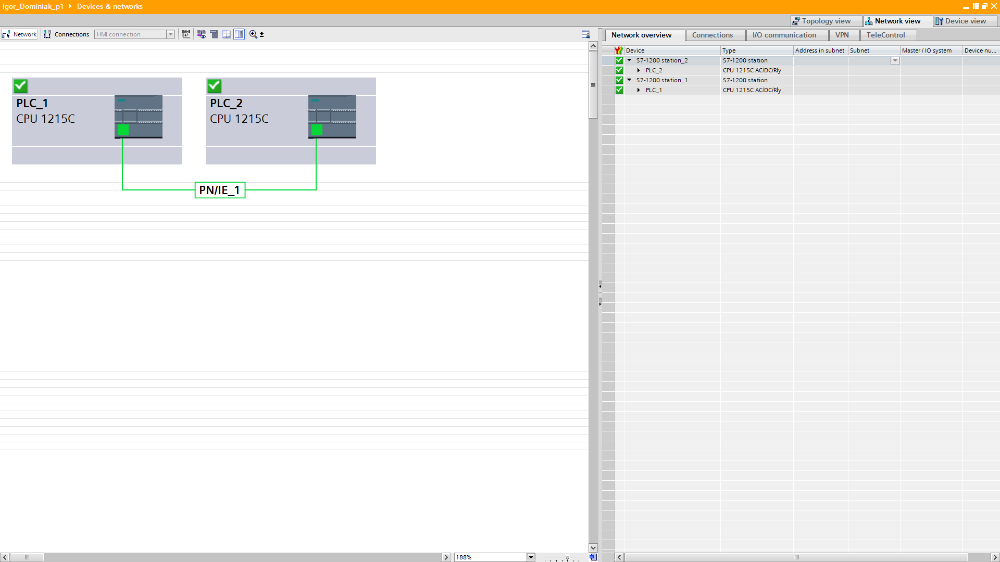 Igor_Dominiak_p1 Devices & networks
Topology view Network view Device view
Network Connections HMI connection
Network overview Connections I/O communication VPN TeleControl
Device Type Address in subnet Subnet Master / IO system Device nu...
S7-1200 station_2 S7-1200 station
PLC_2 CPU 1215C AC/DC/Rly
S7-1200 station_1 S7-1200 station
PLC_1 CPU 1215C AC/DC/Rly
PLC_1
CPU 1215C
PLC_2
CPU 1215C
PN/IE_1
188%